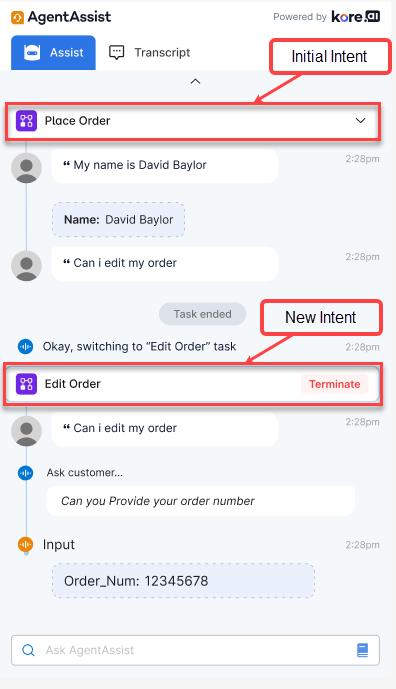 AgentAssist
Powered by kore.ai
Assist
Transcript
Initial Intent
Place Order
2:28pm
❝ My name is David Baylor
Name: David Baylor
2:28pm
❝ Can i edit my order
Task ended
New Intent
Okay, switching to “Edit Order” task
2:28pm
Edit Order
Terminate
❝ Can i edit my order
2:28pm
Ask customer...
Can you Provide your order number
Input
2:28pm
Order_Num: 12345678
Ask AgentAssist